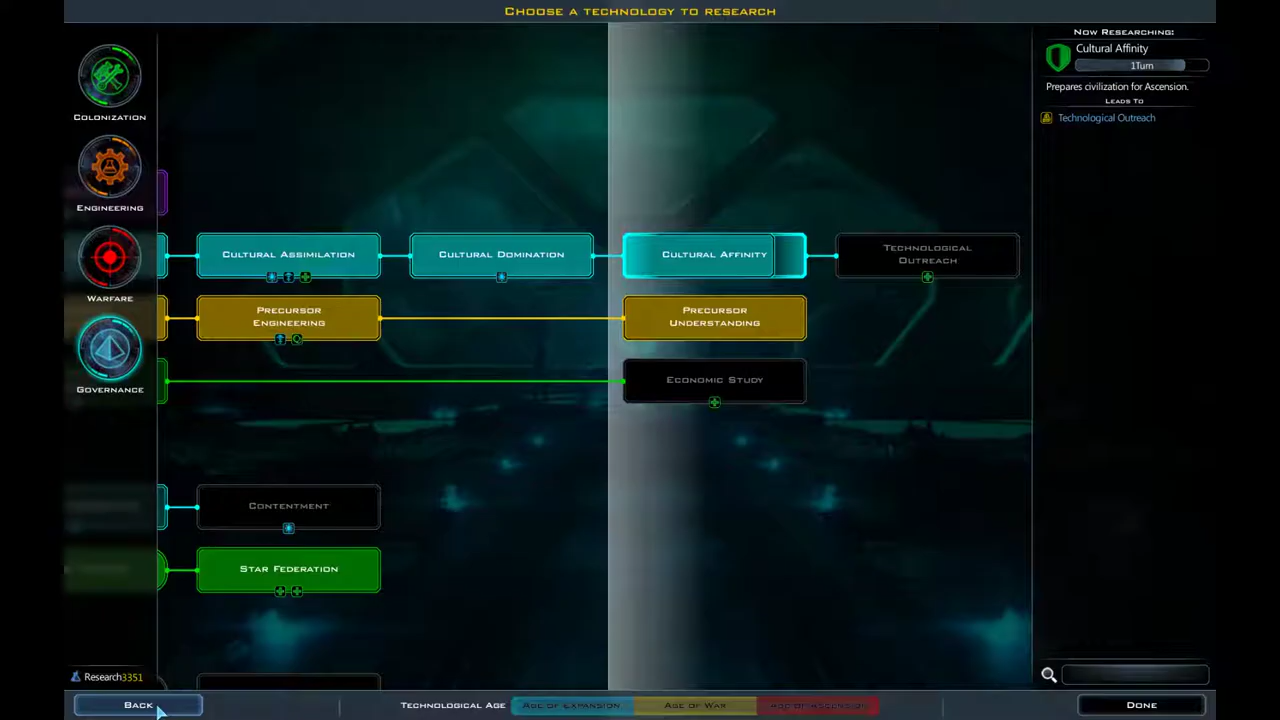 Choose a technology to research
Colonization
Engineering
Warfare
Governance
Cultural Assimilation
Cultural Domination
Cultural Affinity
Technological
Outreach
Precursor
Engineering
Precursor
Understanding
Economic Study
Contentment
Star Federation
Now Researching:
Cultural Affinity
1Turn
Prepares civilization for Ascension.
Leads To
Technological Outreach
Research3351
Back
Technological Age
Age of Expansion
Age of War
Age of Ascension
Done